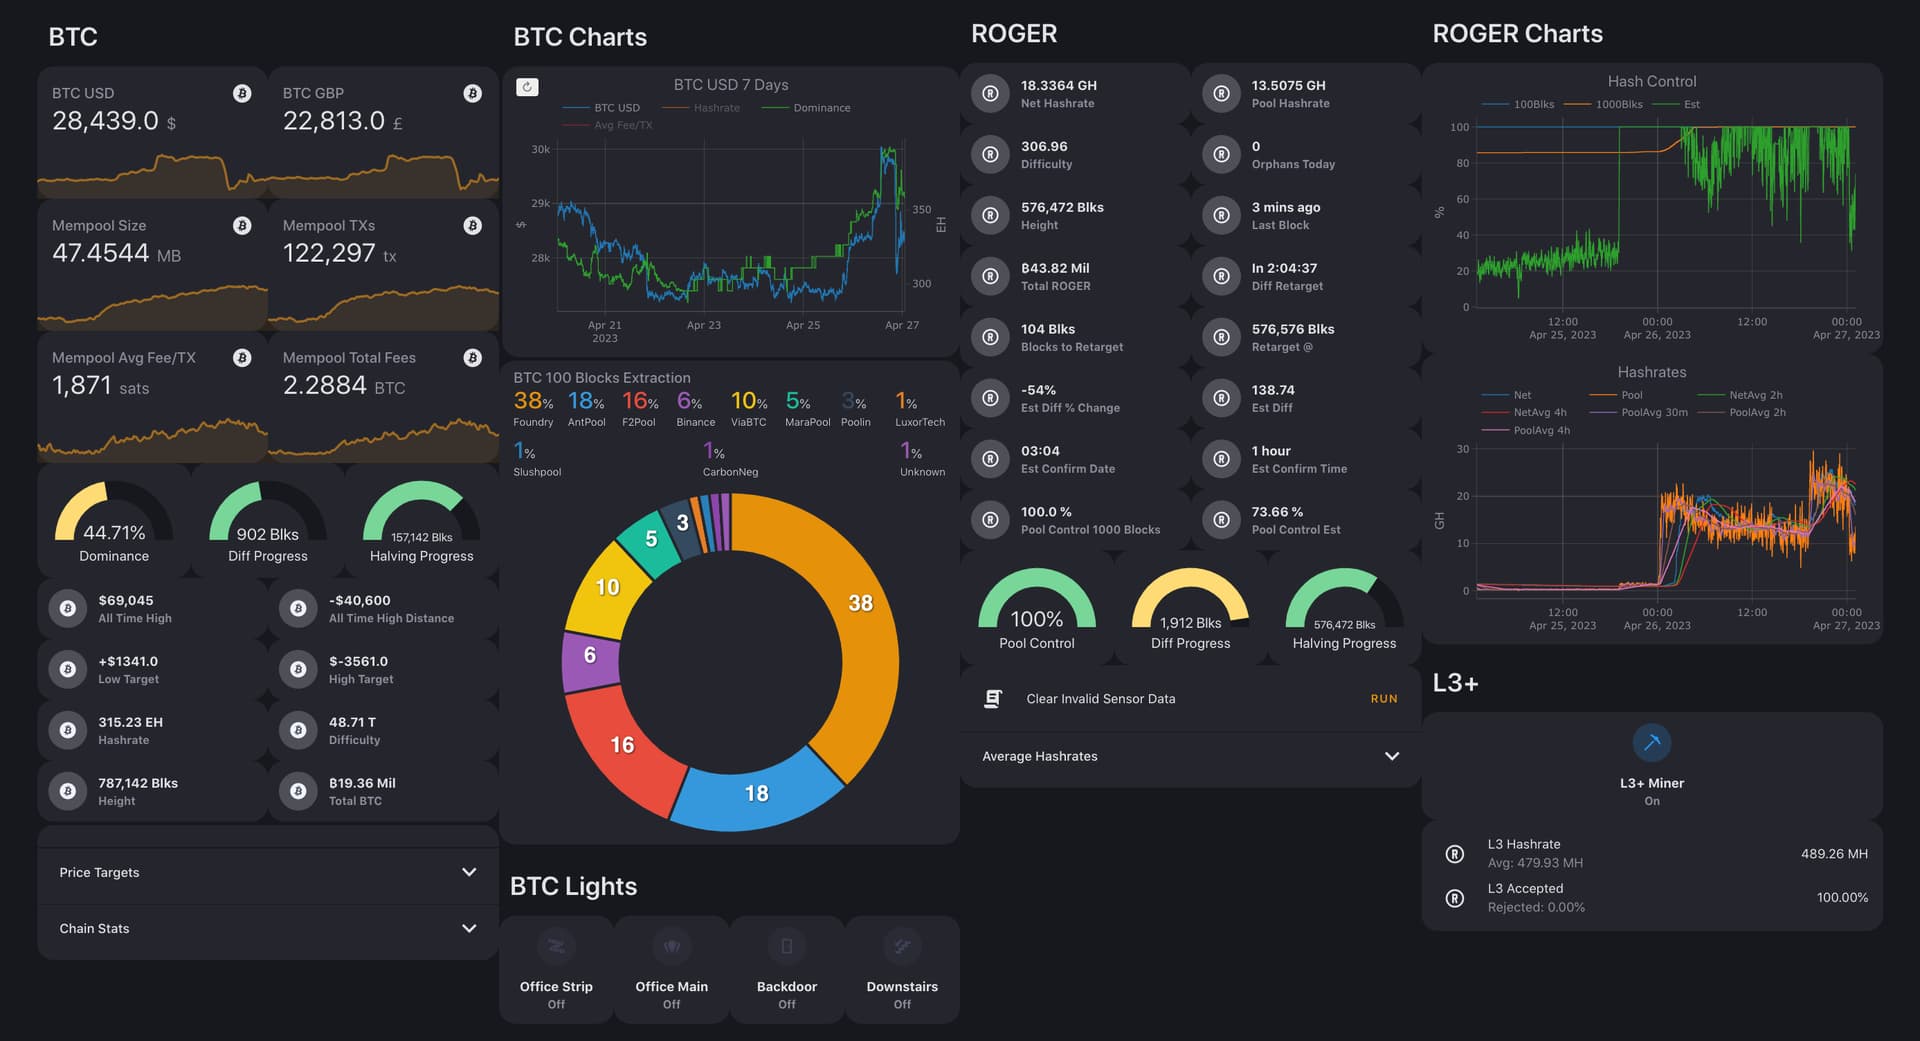 BTC
BTC USD
28,439.0 $
BTC GBP
22,813.0 £
Mempool Size
47.4544 MB
Mempool TXs
122,297 tx
Mempool Avg Fee/TX
1,871 sats
Mempool Total Fees
2.2884 BTC
44.71%
Dominance
902 Blks
Diff Progress
157,142 Blks
Halving Progress
$69,045
All Time High
-$40,600
All Time High Distance
+$1341.0
Low Target
$-3561.0
High Target
315.23 EH
Hashrate
48.71 T
Difficulty
787,142 Blks
Height
฿19.36 Mil
Total BTC
Price Targets
Chain Stats
BTC Charts
BTC USD 7 Days
BTC USD Hashrate Dominance
Avg Fee/TX
30k
29k
28k
$
350
300
EH
Apr 21
2023
Apr 23
Apr 25
Apr 27
BTC 100 Blocks Extraction
38% 18% 16% 6% 10% 5% 3% 1%
Foundry AntPool F2Pool Binance ViaBTC MaraPool Poolin LuxorTech
1% 1% 1%
Slushpool CarbonNeg Unknown
3
5
10
38
6
16
18
BTC Lights
Office Strip
Off
Office Main
Off
Backdoor
Off
Downstairs
Off
ROGER
18.3364 GH
Net Hashrate
13.5075 GH
Pool Hashrate
306.96
Difficulty
0
Orphans Today
576,472 Blks
Height
3 mins ago
Last Block
฿43.82 Mil
Total ROGER
In 2:04:37
Diff Retarget
104 Blks
Blocks to Retarget
576,576 Blks
Retarget @
-54%
Est Diff % Change
138.74
Est Diff
03:04
Est Confirm Date
1 hour
Est Confirm Time
100.0 %
Pool Control 1000 Blocks
73.66 %
Pool Control Est
100%
Pool Control
1,912 Blks
Diff Progress
576,472 Blks
Halving Progress
Clear Invalid Sensor Data RUN
Average Hashrates
ROGER Charts
Hash Control
100Blks 1000Blks Est
100
80
60
40
20
0
%
12:00
Apr 25, 2023
00:00
Apr 26, 2023
12:00
00:00
Apr 27, 2023
Hashrates
Net Pool NetAvg 2h
NetAvg 4h PoolAvg 30m PoolAvg 2h
PoolAvg 4h
30
20
10
0
GH
12:00
Apr 25, 2023
00:00
Apr 26, 2023
12:00
00:00
Apr 27, 2023
L3+
L3+ Miner
On
L3 Hashrate
Avg: 479.93 MH
489.26 MH
L3 Accepted
Rejected: 0.00%
100.00%